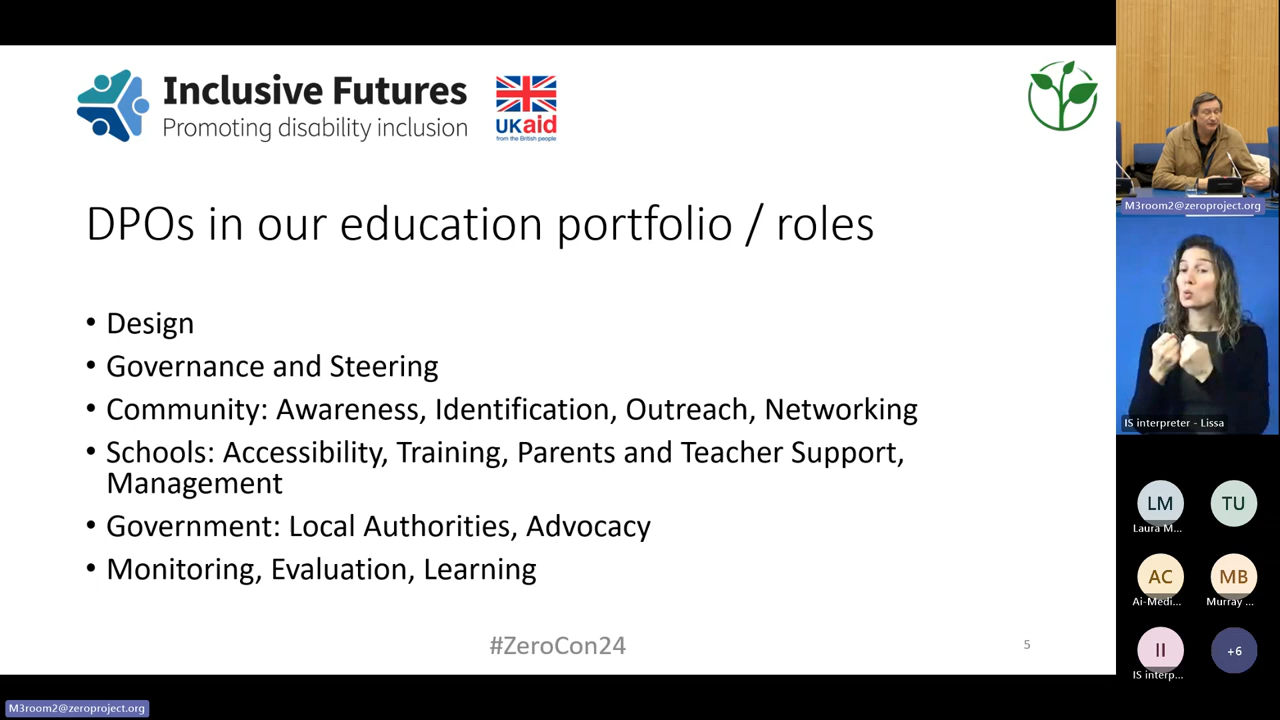 Inclusive Futures
Promoting disability inclusion
UKaid
from the British people
DPOs in our education portfolio / roles
• Design
• Governance and Steering
• Community: Awareness, Identification, Outreach, Networking
• Schools: Accessibility, Training, Parents and Teacher Support,
Management
• Government: Local Authorities, Advocacy
• Monitoring, Evaluation, Learning
#ZeroCon24
5
M3room2@zeroproject.org
IS interpreter - Lissa
LM
Laura M...
TU
AC
Ai-Medi...
MB
Murray ...
II
IS interp...
+6
M3room2@zeroproject.org